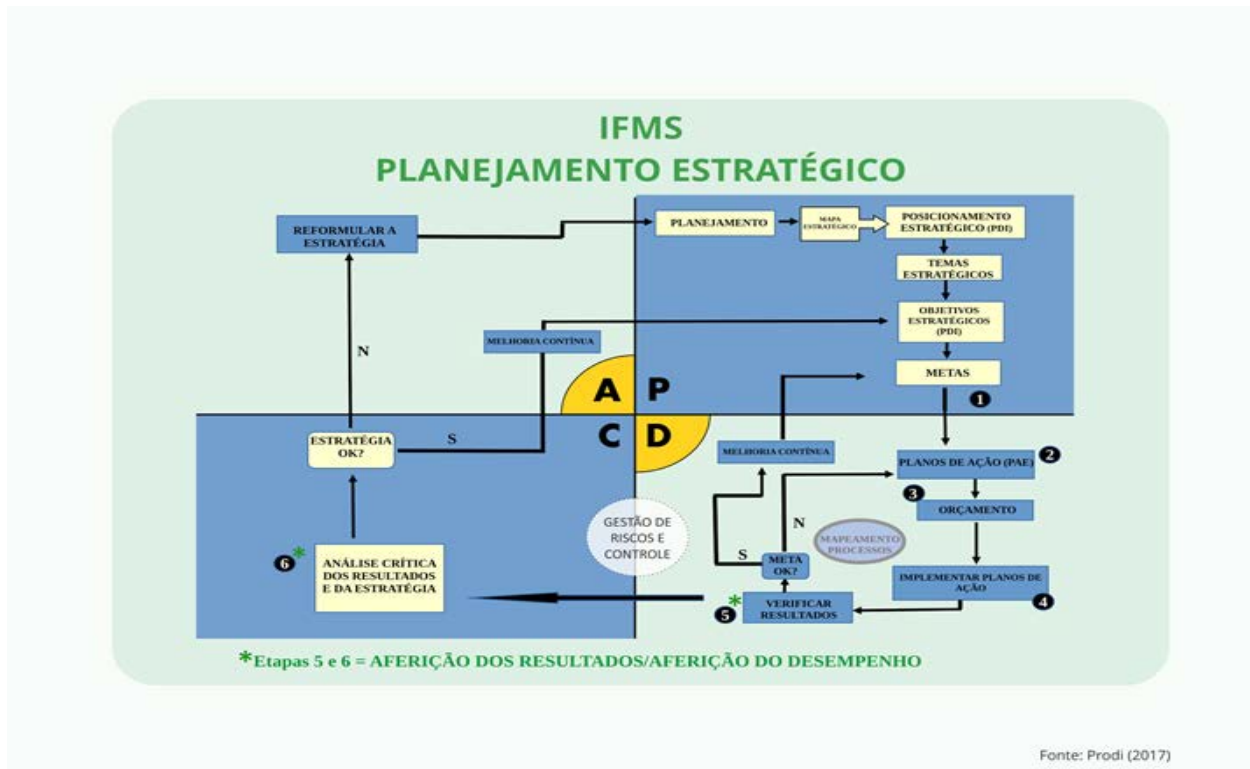 IFMS
PLANEJAMENTO ESTRATÉGICO
REFORMULAR A
ESTRATÉGIA
PLANEJAMENTO
MAPA
ESTRATÉGICO
POSICIONAMENTO
ESTRATÉGICO (PDI)
TEMAS
ESTRATÉGICOS
OBJETIVOS
ESTRATÉGICOS
(PDI)
MELHORIA CONTÍNUA
N
METAS
A
P
1
C
D
ESTRATÉGIA
OK?
S
MELHORIA CONTÍNUA
PLANOS DE AÇÃO (PAE)
2
3
ORÇAMENTO
GESTÃO DE
RISCOS E
CONTROLE
N
MAPEAMENTO
PROCESSOS
S
META
OK?
6
*
ANÁLISE CRÍTICA
DOS RESULTADOS
E DA ESTRATÉGIA
IMPLEMENTAR PLANOS DE
AÇÃO
4
*
5
VERIFICAR
RESULTADOS
*Etapas 5 e 6 = AFERIÇÃO DOS RESULTADOS/AFERIÇÃO DO DESEMPENHO
Fonte: Prodi (2017)